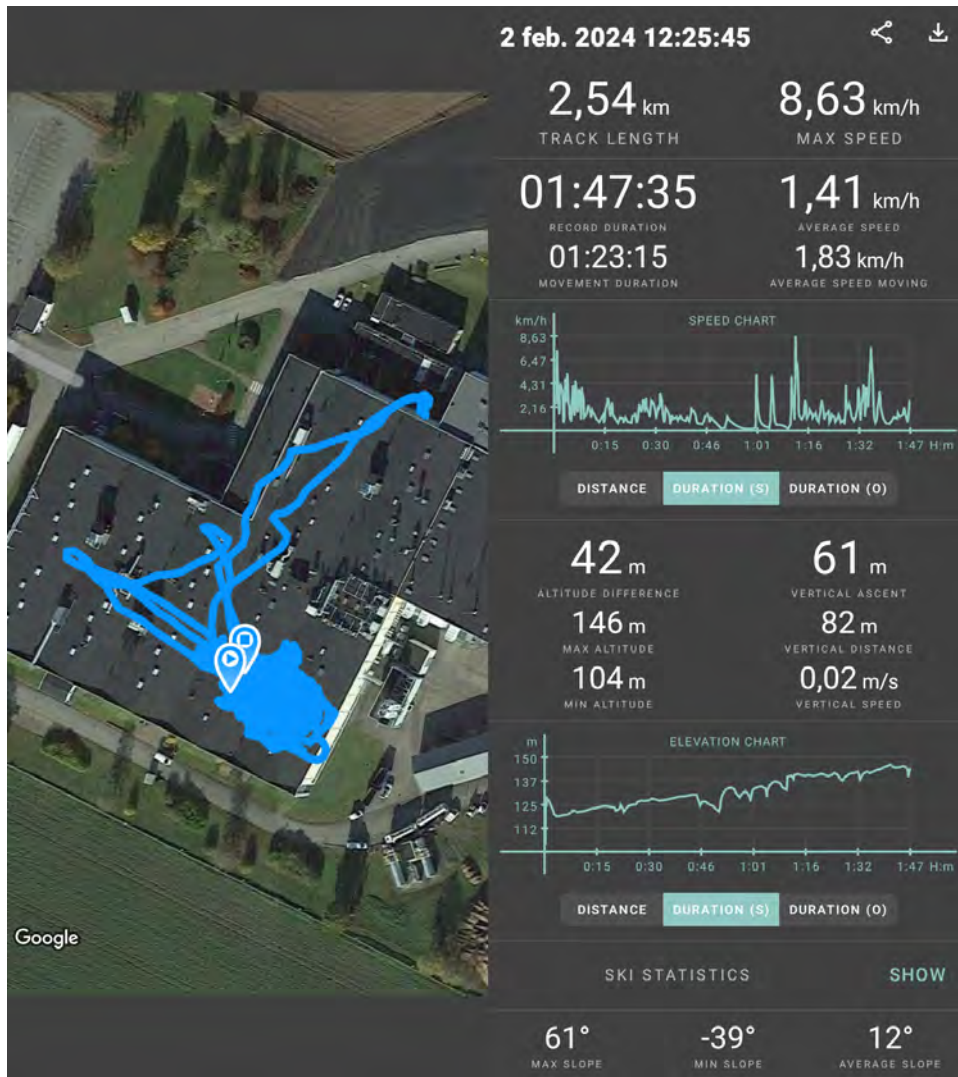 2 feb. 2024 12:25:45
2,54 km
8,63 km/h
TRACK LENGTH
MAX SPEED
01:47:35
1,41 km/h
RECORD DURATION
AVERAGE SPEED
01:23:15
1,83 km/h
MOVEMENT DURATION
AVERAGE SPEED MOVING
km/h
SPEED CHART
8,63
6,47
4,31
2,16
0:15 0:30 0:46 1:01 1:16 1:32 1:47 H:m
DISTANCE DURATION (S) DURATION (O)
42 m
61 m
ALTITUDE DIFFERENCE
VERTICAL ASCENT
146 m
82 m
MAX ALTITUDE
VERTICAL DISTANCE
104 m
0,02 m/s
MIN ALTITUDE
VERTICAL SPEED
m
ELEVATION CHART
150
137
125
112
0:15 0:30 0:46 1:01 1:16 1:32 1:47 H:m
DISTANCE DURATION (S) DURATION (O)
Google
SKI STATISTICS SHOW
61° -39° 12°
MAX SLOPE MIN SLOPE AVERAGE SLOPE